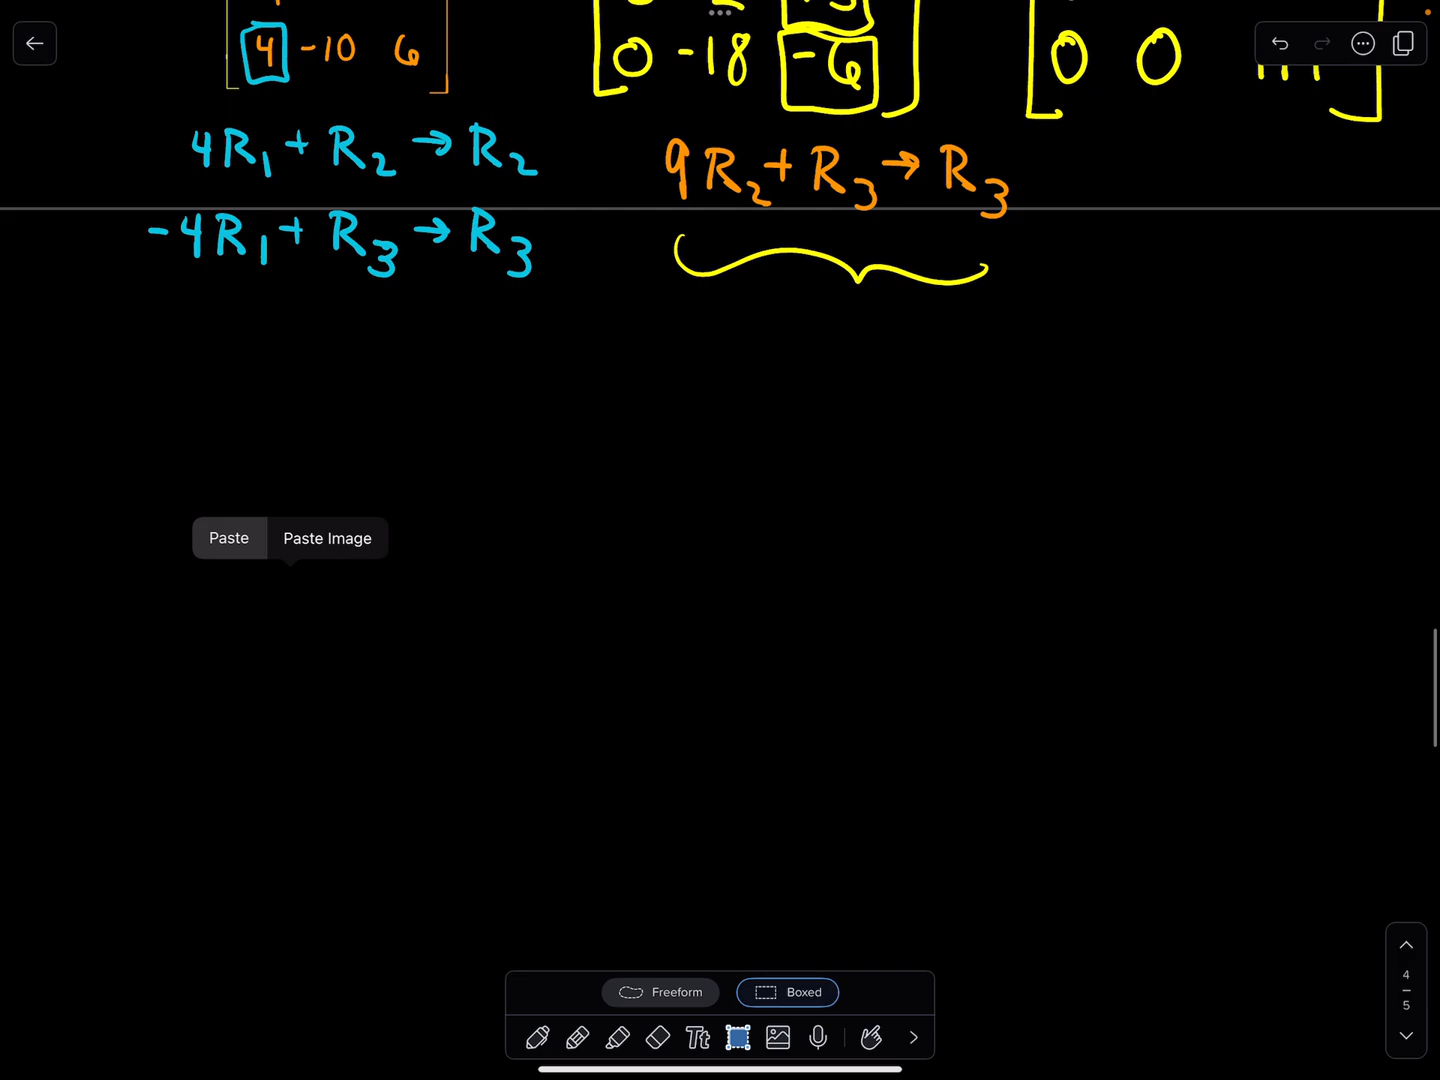 4 -10 6
0 -18 -6
0 0
4R₁ + R₂ → R₂
9R₂ + R₃ → R₃
-4R₁ + R₃ → R₃
Paste Paste Image
Freeform Boxed
Tt
4
5